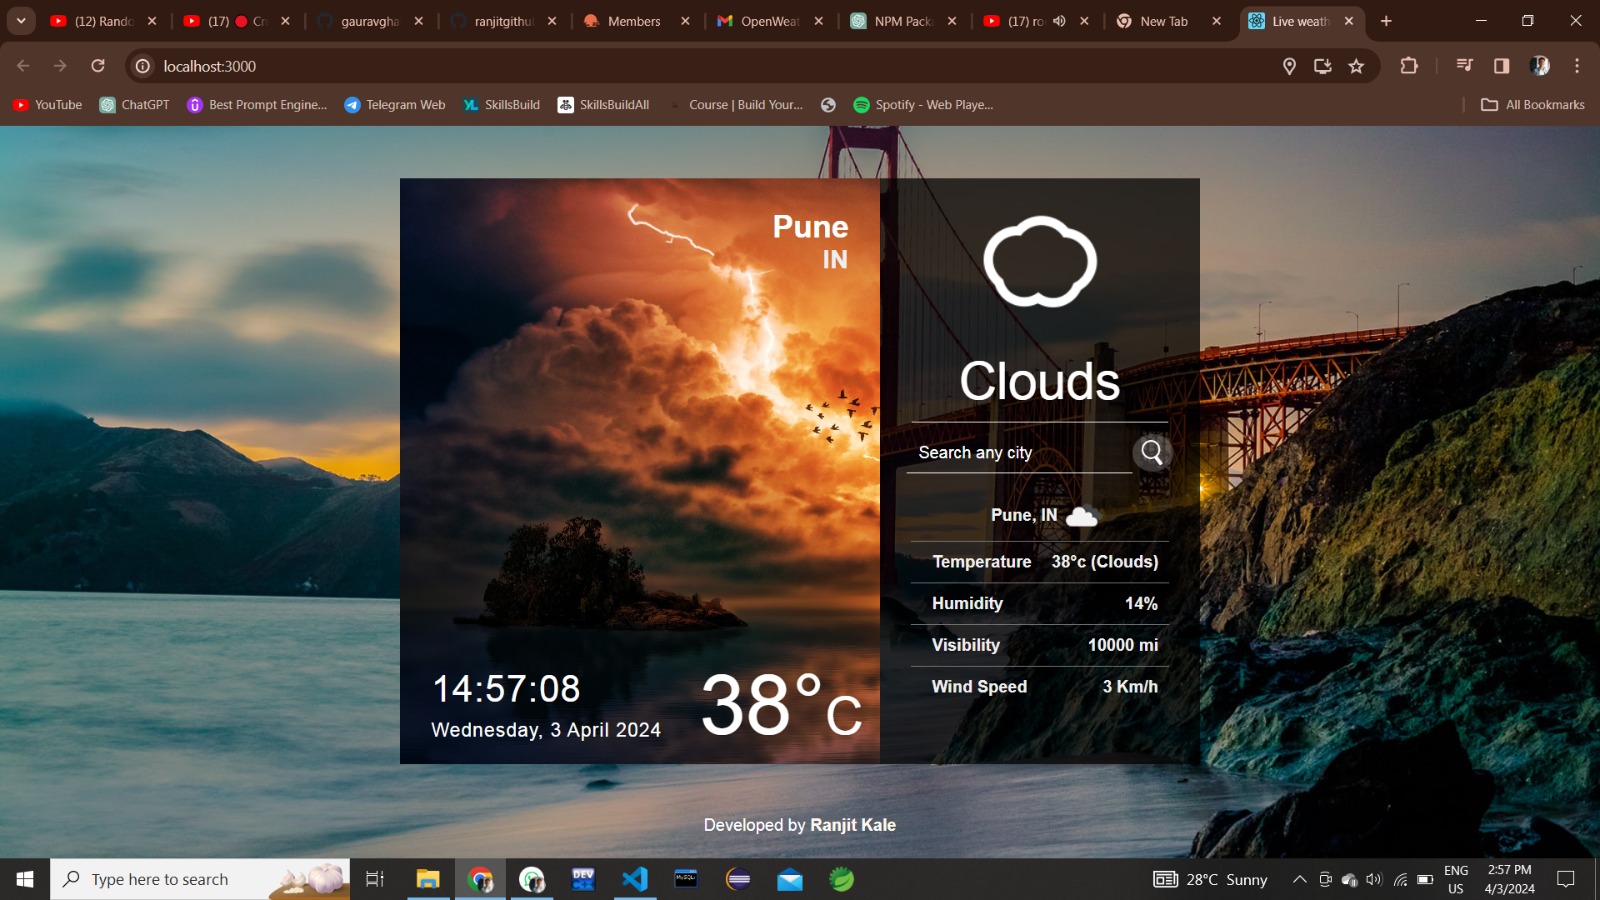 (12) Rando
(17) Cr
gauravgha
ranjitgithu
Members
OpenWeat
NPM Pack
(17) ro
New Tab
Live weath
localhost:3000
YouTube
ChatGPT
Best Prompt Engine...
Telegram Web
SkillsBuild
SkillsBuildAll
Course | Build Your...
Spotify - Web Playe...
All Bookmarks
Pune
IN
14:57:08
Wednesday, 3 April 2024
38°C
Clouds
Search any city
Pune, IN
Temperature 38°c (Clouds)
Humidity 14%
Visibility 10000 mi
Wind Speed 3 Km/h
Developed by Ranjit Kale
Type here to search
DEV
MySQL
28°C Sunny
ENG
US
2:57 PM
4/3/2024